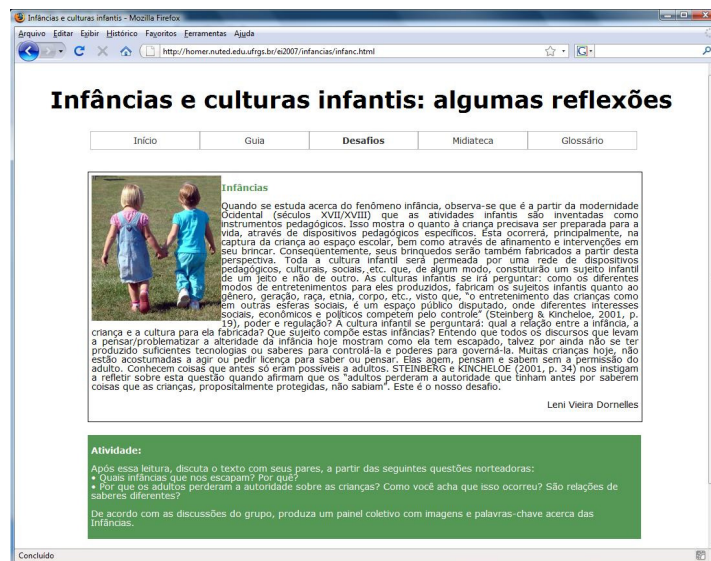 Infâncias e culturas infantis - Mozilla Firefox
Arquivo Editar Exibir Histórico Favoritos Ferramentas Ajuda
http://homer.nuted.edu.ufrgs.br/ei2007/infancias/infanc.html
Infâncias e culturas infantis: algumas reflexões
Início Guia Desafios Midiateca Glossário
Infâncias
Quando se estuda acerca do fenômeno infância, observa-se que é a partir da modernidade
Ocidental (séculos XVII/XVIII) que as atividades infantis são inventadas como
instrumentos pedagógicos. Isso mostra o quanto à criança precisava ser preparada para a
vida, através de dispositivos pedagógicos específicos. Esta ocorrerá, principalmente, na
captura da criança ao espaço escolar, bem como através de afinamento e intervenções em
seu brincar. Conseqüentemente, seus brinquedos serão também fabricados a partir desta
perspectiva. Toda a cultura infantil será permeada por uma rede de dispositivos
pedagógicos, culturais, sociais, etc. que, de algum modo, constituirão um sujeito infantil
de um jeito e não de outro. As culturas infantis se irá perguntar: como os diferentes
modos de entretenimentos para eles produzidos, fabricam os sujeitos infantis quanto ao
gênero, geração, raça, etnia, corpo, etc., visto que, "o entretenimento das crianças como
em outras esferas sociais, é um espaço público disputado, onde diferentes interesses
sociais, econômicos e políticos competem pelo controle" (Steinberg & Kincheloe, 2001, p.
19), poder e regulação? A cultura infantil se perguntará: qual a relação entre a infância, a
criança e a cultura para ela fabricada? Que sujeito compõe estas infâncias? Entendo que todos os discursos que levam
a pensar/problematizar a alteridade da infância hoje mostram como ela tem escapado, talvez por ainda não se ter
produzido suficientes tecnologias ou saberes para controlá-la e poderes para governá-la. Muitas crianças hoje, não
estão acostumadas a agir ou pedir licença para saber ou pensar. Elas agem, pensam e sabem sem a permissão do
adulto. Conhecem coisas que antes só eram possíveis a adultos. STEINBERG e KINCHELOE (2001, p. 34) nos instigam
a refletir sobre esta questão quando afirmam que os "adultos perderam a autoridade que tinham antes por saberem
coisas que as crianças, propositalmente protegidas, não sabiam". Este é o nosso desafio.
Leni Vieira Dornelles
Atividade:
Após essa leitura, discuta o texto com seus pares, a partir das seguintes questões norteadoras:
• Quais infâncias que nos escapam? Por quê?
• Por que os adultos perderam a autoridade sobre as crianças? Como você acha que isso ocorreu? São relações de
saberes diferentes?
De acordo com as discussões do grupo, produza um painel coletivo com imagens e palavras-chave acerca das
Infâncias.
Concluído